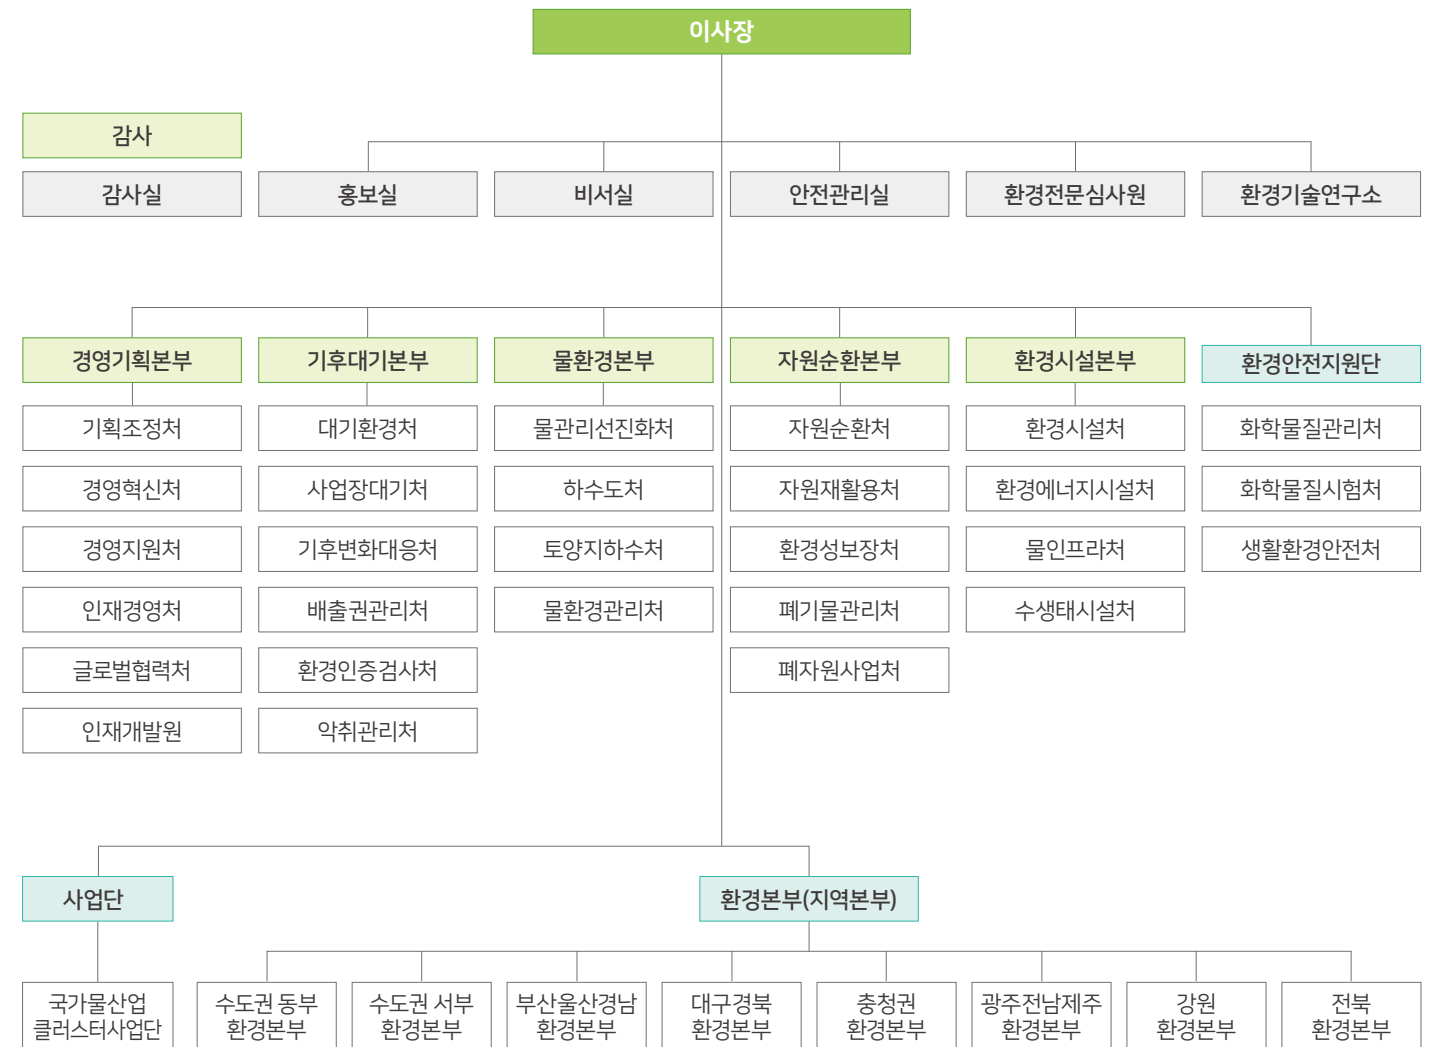 이사장
감사
감사실
홍보실
비서실
안전관리실
환경전문심사원
환경기술연구소
경영기획본부
기후대기본부
물환경본부
자원순환본부
환경시설본부
환경안전지원단
기획조정처
대기환경처
물관리선진화처
자원순환처
환경시설처
화학물질관리처
경영혁신처
사업장대기처
하수도처
자원재활용처
환경에너지시설처
화학물질시험처
경영지원처
기후변화대응처
토양지하수처
환경성보장처
물인프라처
생활환경안전처
인재경영처
배출권관리처
물환경관리처
폐기물관리처
수생태시설처
글로벌협력처
환경인증검사처
폐자원사업처
인재개발원
악취관리처
사업단
환경본부(지역본부)
국가물산업
클러스터사업단
수도권 동부
환경본부
수도권 서부
환경본부
부산울산경남
환경본부
대구경북
환경본부
충청권
환경본부
광주전남제주
환경본부
강원
환경본부
전북
환경본부